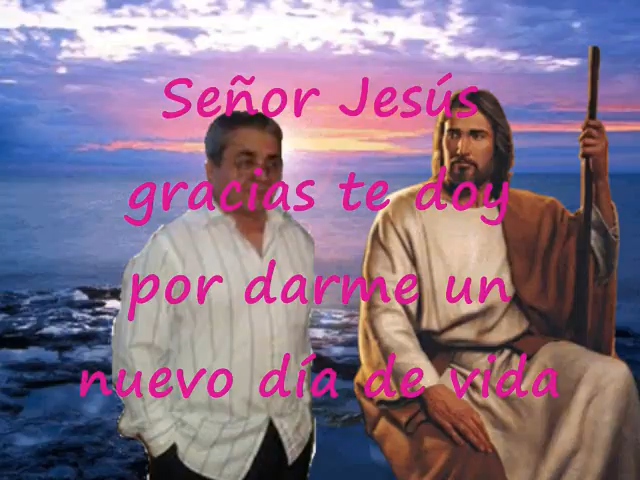 Señor Jesús
gracias te doy
por darme un
nuevo día de vida